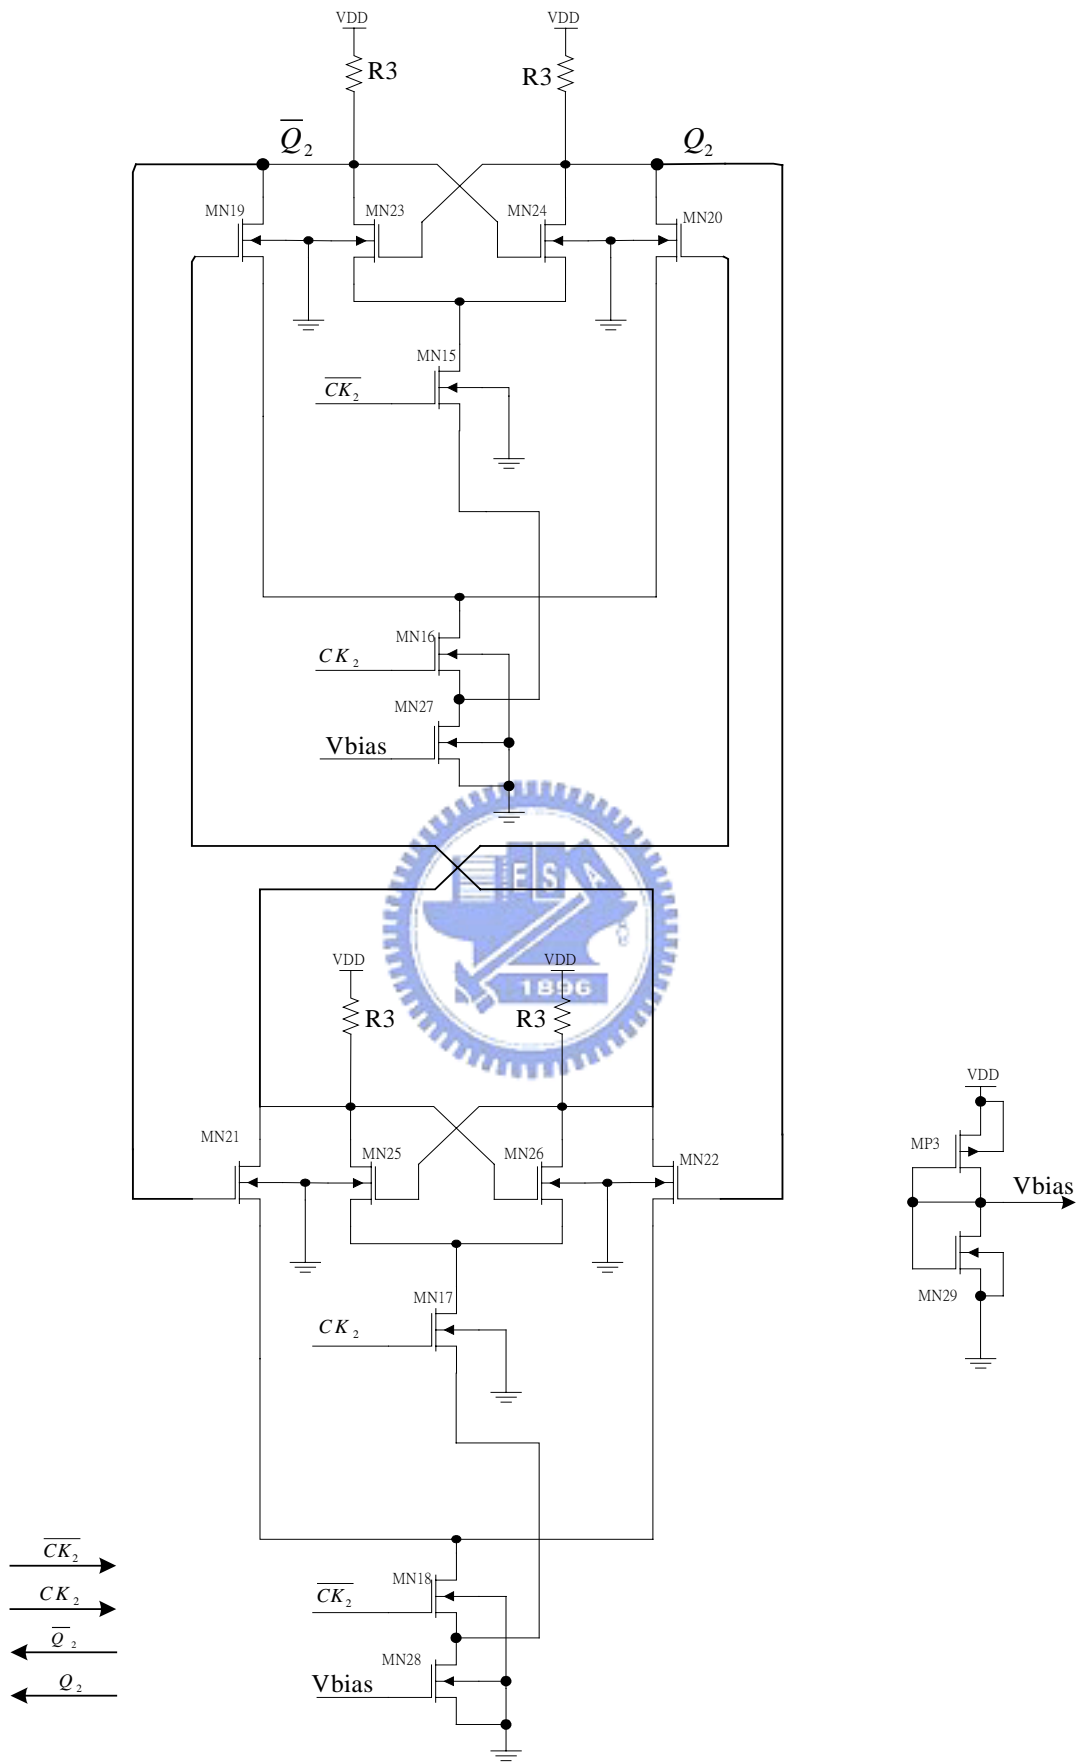 VDD VDD
R3 R3
Q̅₂ Q₂
MN19 MN23 MN24 MN20
MN15
C̅K̅₂̅
MN16
CK₂
MN27
Vbias
E S A
VDD VDD
1896
R3 R3
VDD
MN21 MN25 MN26 MN22
MP3
Vbias
MN17
MN29
CK₂
C̅K̅₂̅
MN18
C̅K̅₂̅
CK₂
Q̅₂
MN28
Vbias
Q₂